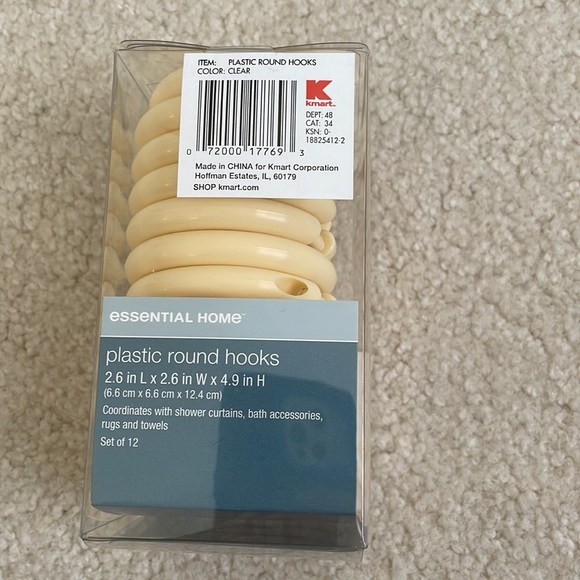 ITEM: PLASTIC ROUND HOOKS
COLOR: CLEAR
K
kmart™
DEPT: 48
CAT: 34
KSN: 0-
18825412-2
0 72000 17769 3
Made in CHINA for Kmart Corporation
Hoffman Estates, IL, 60179
SHOP kmart.com
essential home™
plastic round hooks
2.6 in L x 2.6 in W x 4.9 in H
(6.6 cm x 6.6 cm x 12.4 cm)
Coordinates with shower curtains, bath accessories,
rugs and towels
Set of 12